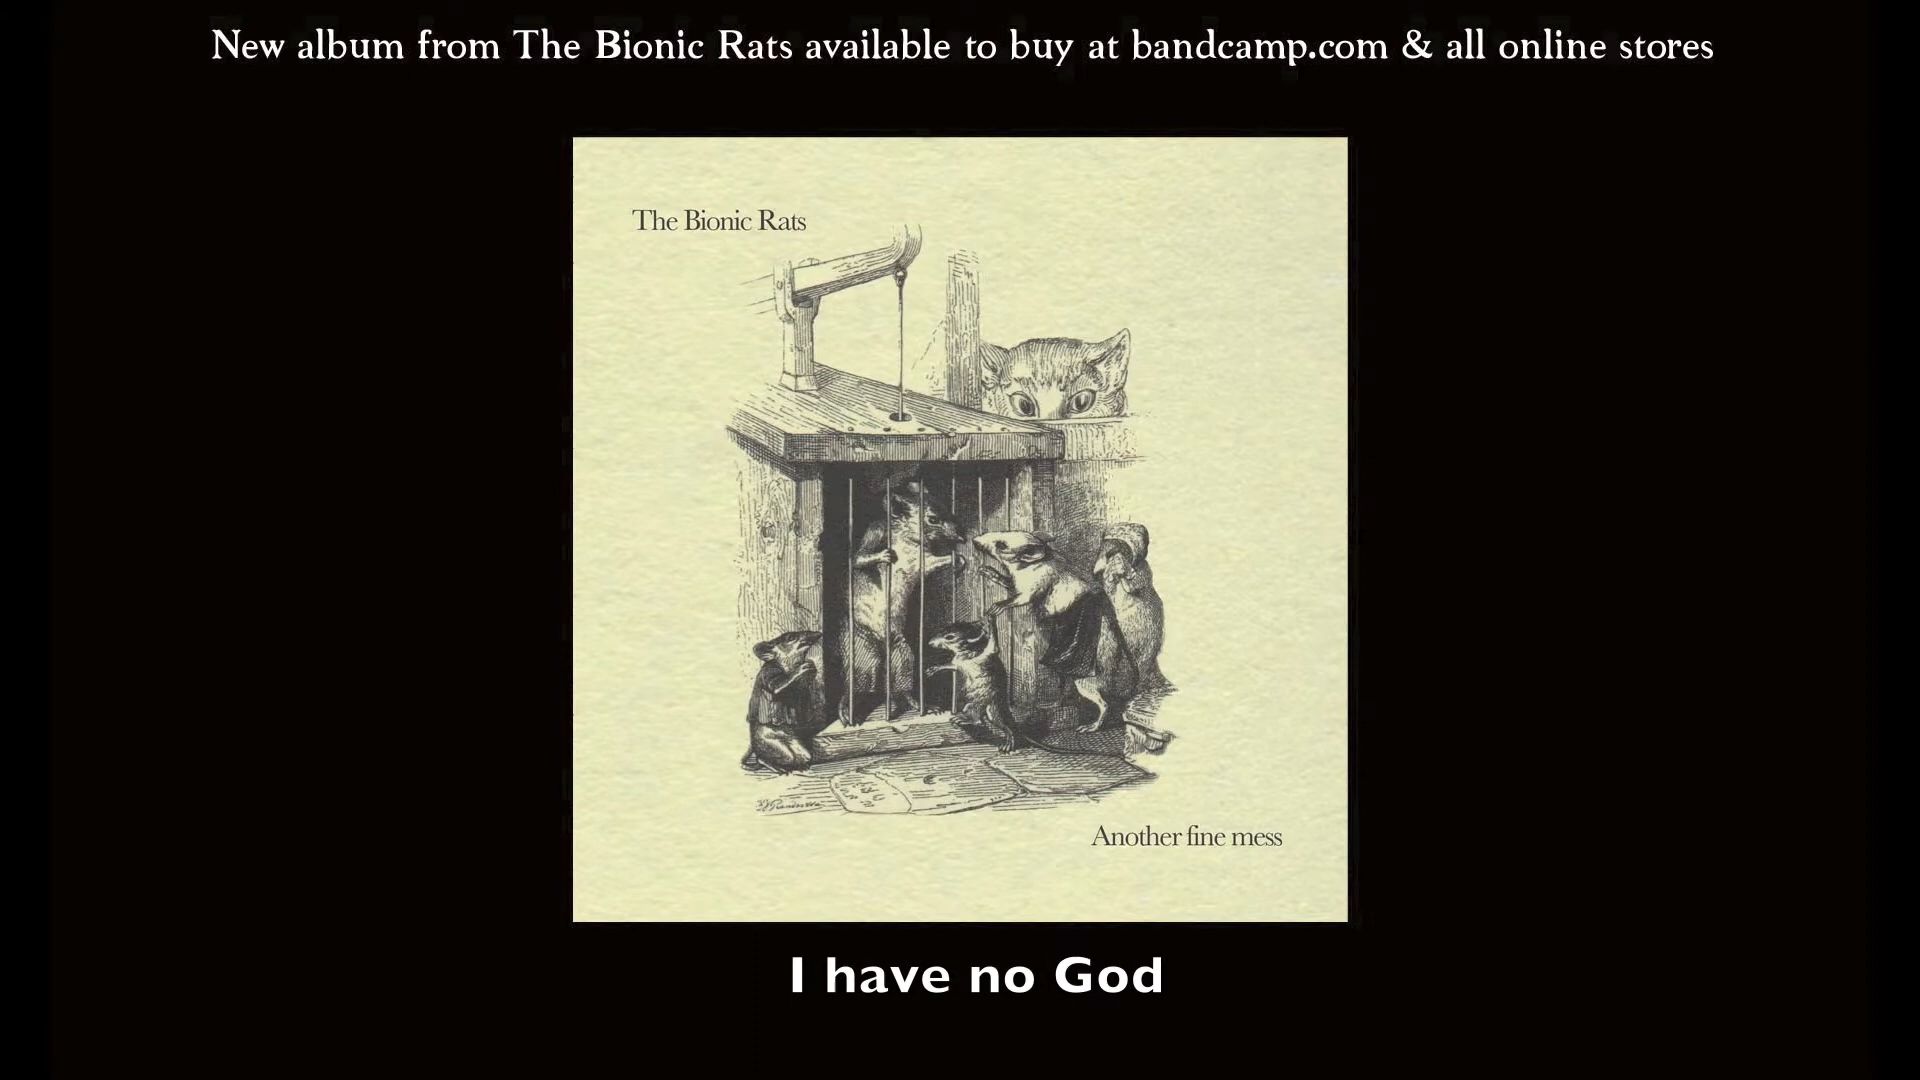 New album from The Bionic Rats available to buy at bandcamp.com & all online stores
The Bionic Rats
Another fine mess
I have no God